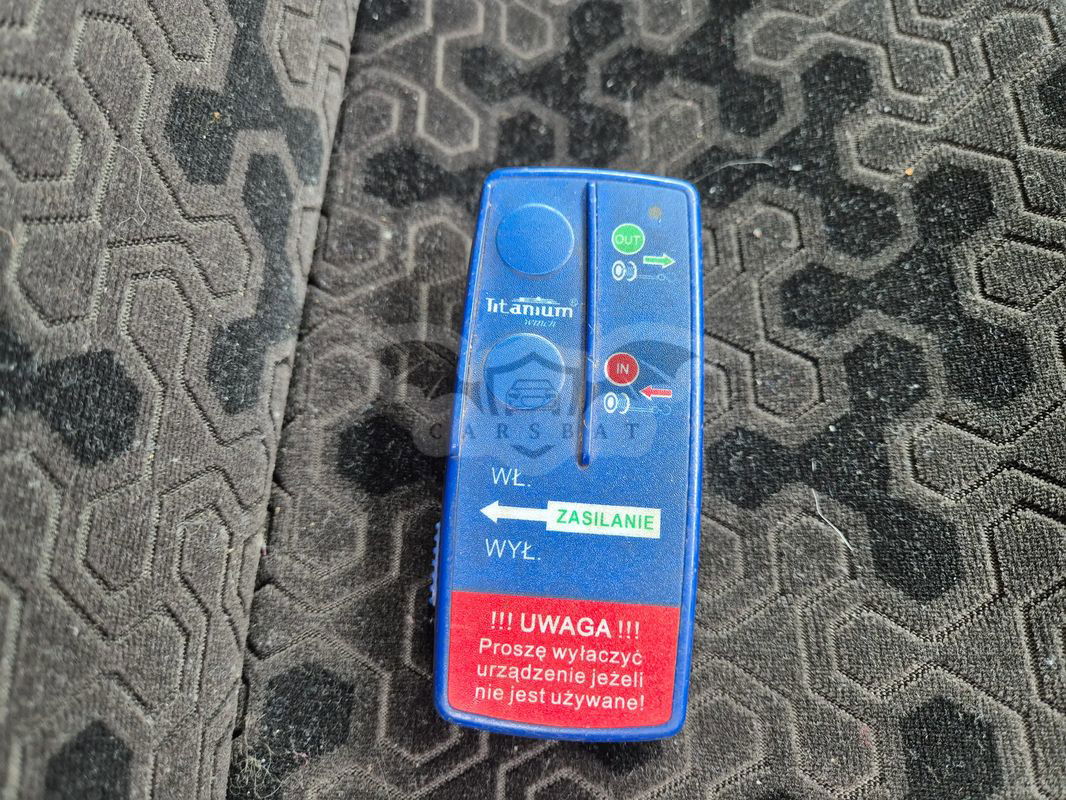 OUT
Titanium®
winch
IN
CARSBAT
WŁ.
ZASILANIE
WYŁ.
!!! UWAGA !!!
Proszę wyłaczyć
urządzenie jeżeli
nie jest używane!